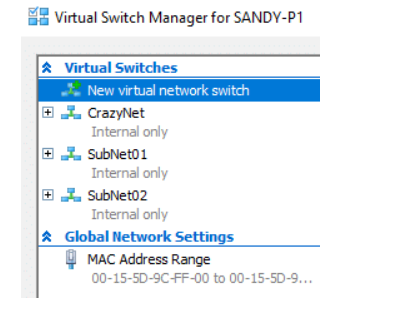 Virtual Switch Manager for SANDY-P1
Virtual Switches
New virtual network switch
CrazyNet
Internal only
SubNet01
Internal only
SubNet02
Internal only
Global Network Settings
MAC Address Range
00-15-5D-9C-FF-00 to 00-15-5D-9...